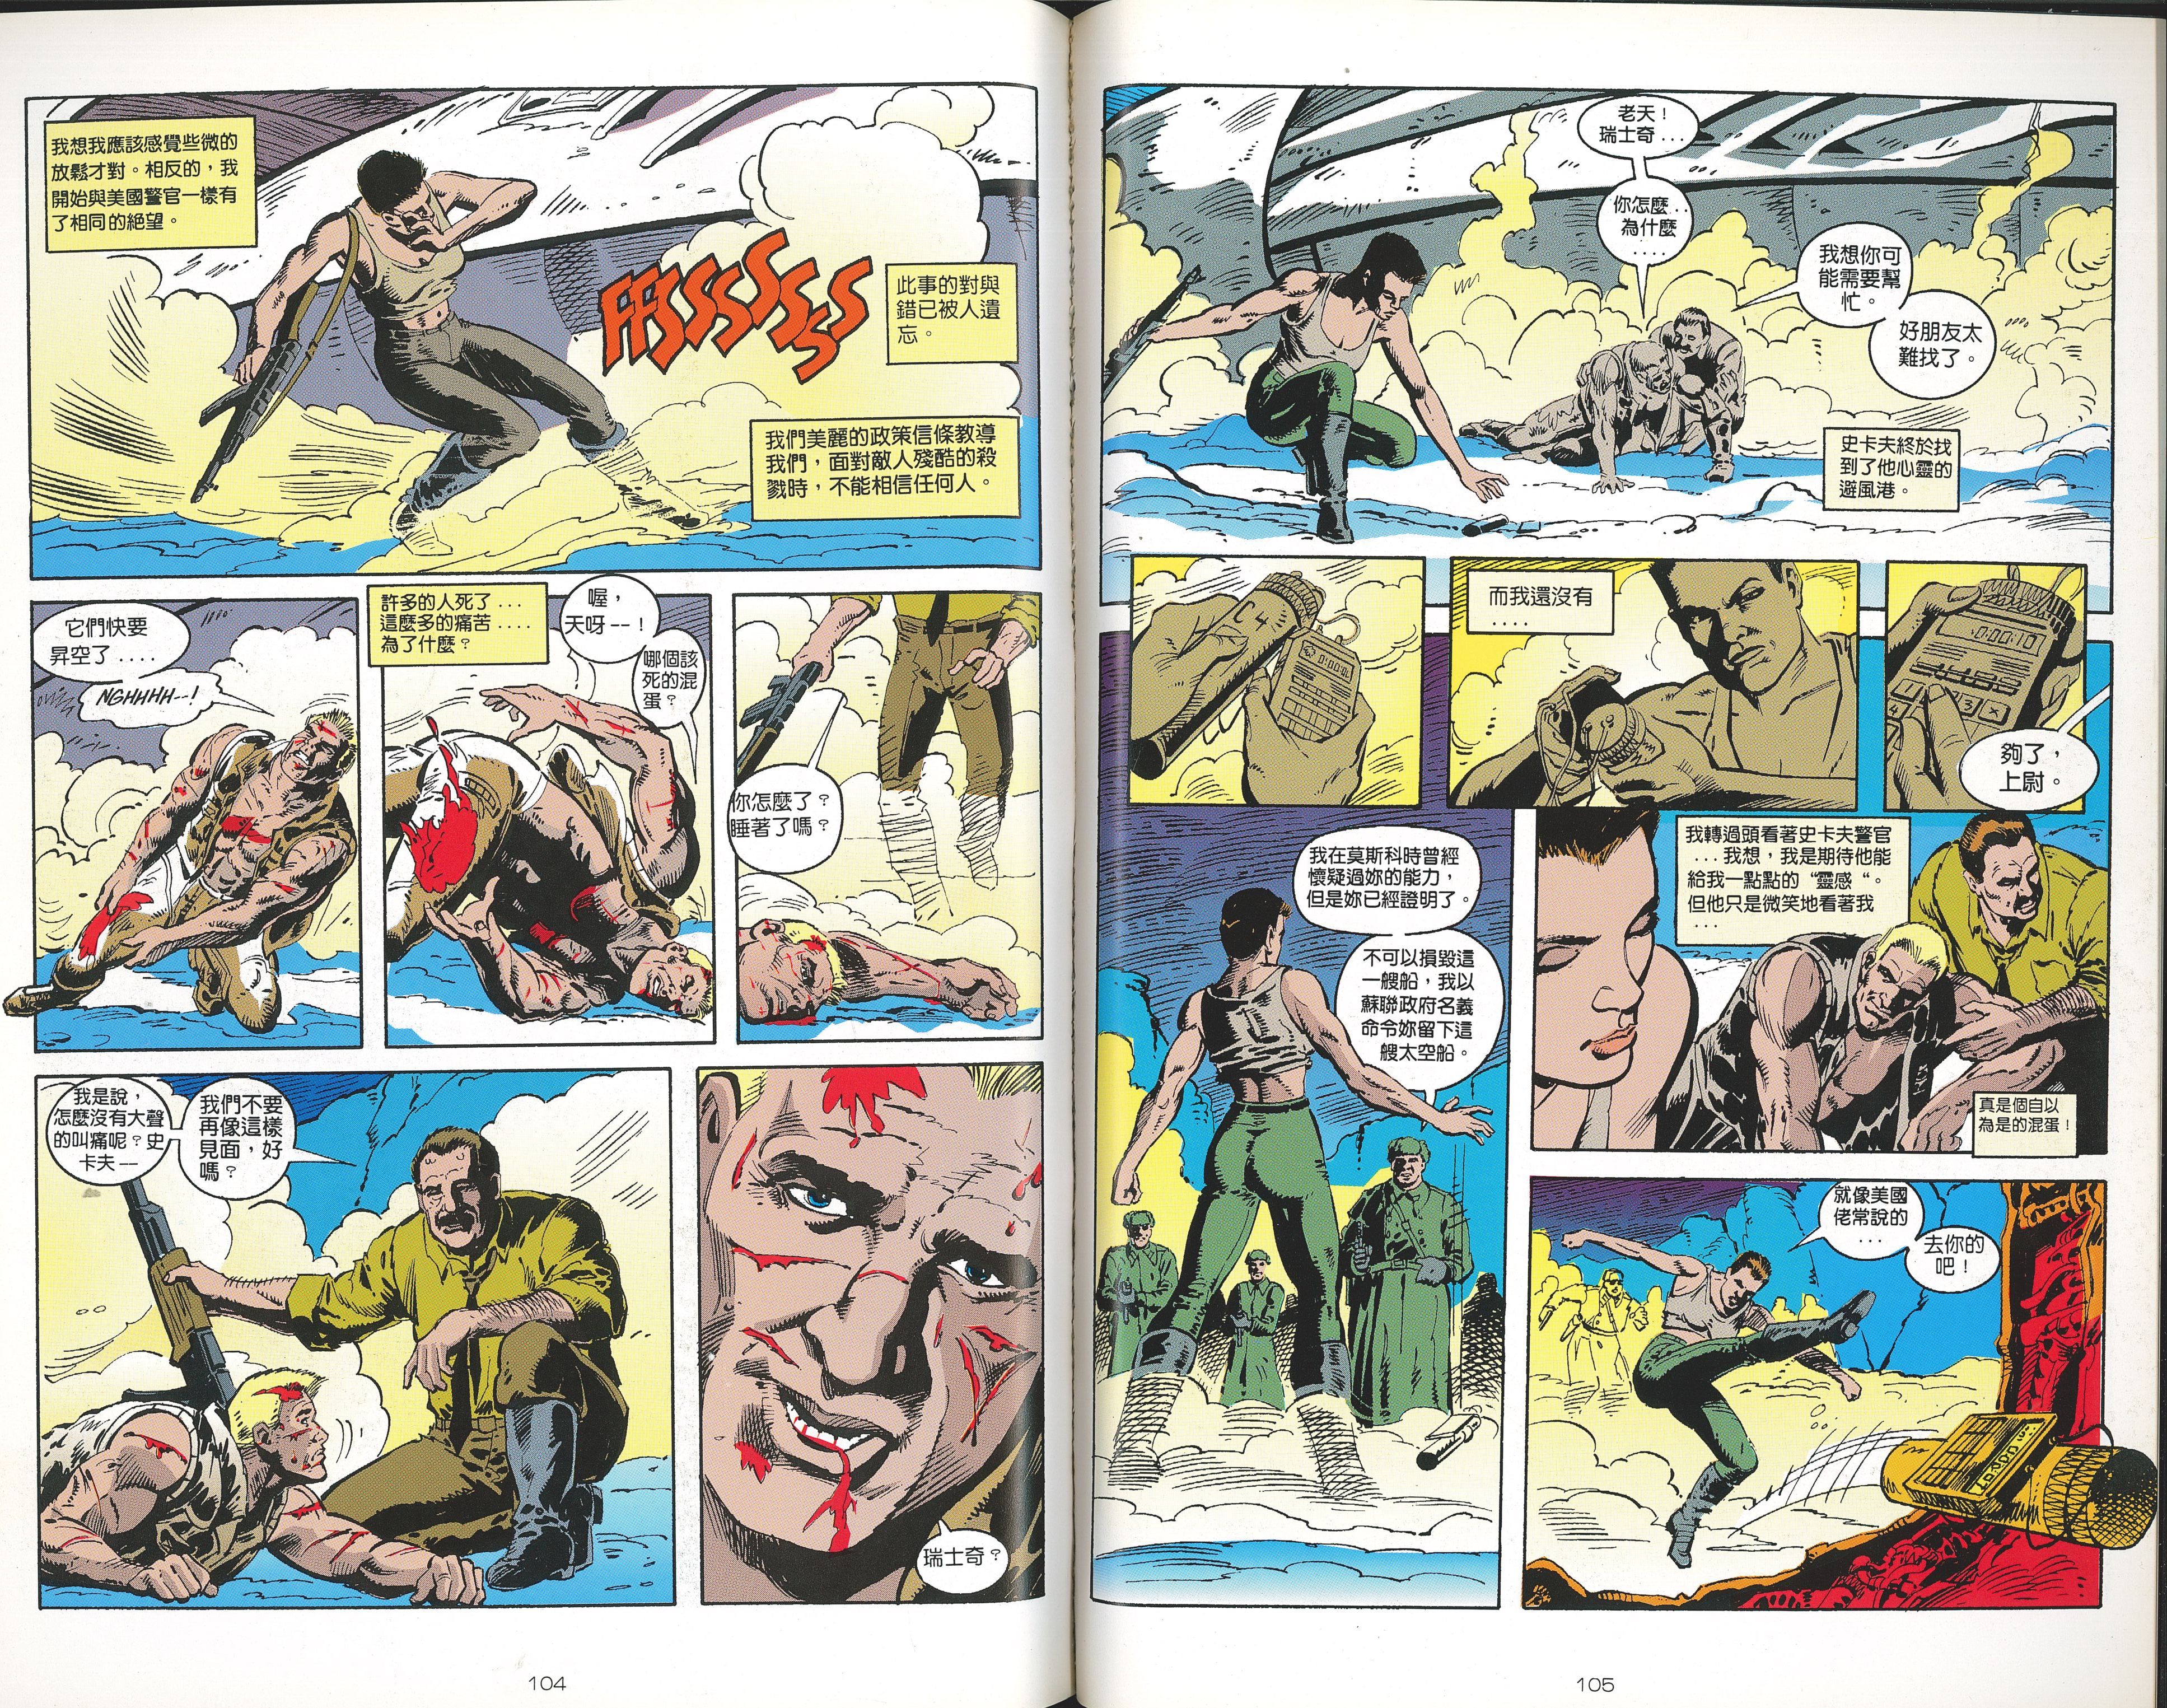 我想我應該感覺些微的
放鬆才對。相反的,我
開始與美國警官一樣有
了相同的絕望。
FFSSSSSSS
此事的對與
錯已被人遺
忘。
我們美麗的政策信條教導
我們,面對敵人殘酷的殺
戮時,不能相信任何人。
它們快要
昇空了....
NGHHHH--!
許多的人死了...
這麼多的痛苦....
為了什麼?
喔,
天呀--!
哪個該
死的混
蛋?
你怎麼了?
睡著了嗎?
我是說,
怎麼沒有大聲
的叫痛呢?史
卡夫--
我們不要
再像這樣
見面,好
嗎?
瑞士奇?
104
老天!
瑞士奇...
你怎麼..
為什麼
....
我想你可
能需要幫
忙。
好朋友太
難找了。
史卡夫終於找
到了他心靈的
避風港。
C4
0:00:0
而我還沒有
....
0:00:10
4
3
×
夠了,
上尉。
我在莫斯科時曾經
懷疑過妳的能力,
但是妳已經證明了。
不可以損毀這
一艘船,我以
蘇聯政府名義
命令妳留下這
艘太空船。
我轉過頭看著史卡夫警官
...我想,我是期待他能
給我一點點的“靈感“。
但他只是微笑地看著我
...
真是個自以
為是的混蛋!
就像美國
佬常說的
...
去你的
吧!
105